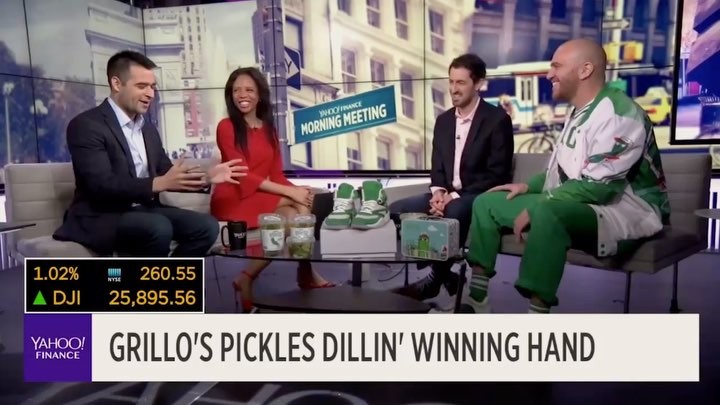 YAHOO! FINANCE
MORNING MEETING
1.02% NYSE 260.55
▲ DJI 25,895.56
YAHOO!
FINANCE
GRILLO'S PICKLES DILLIN' WINNING HAND